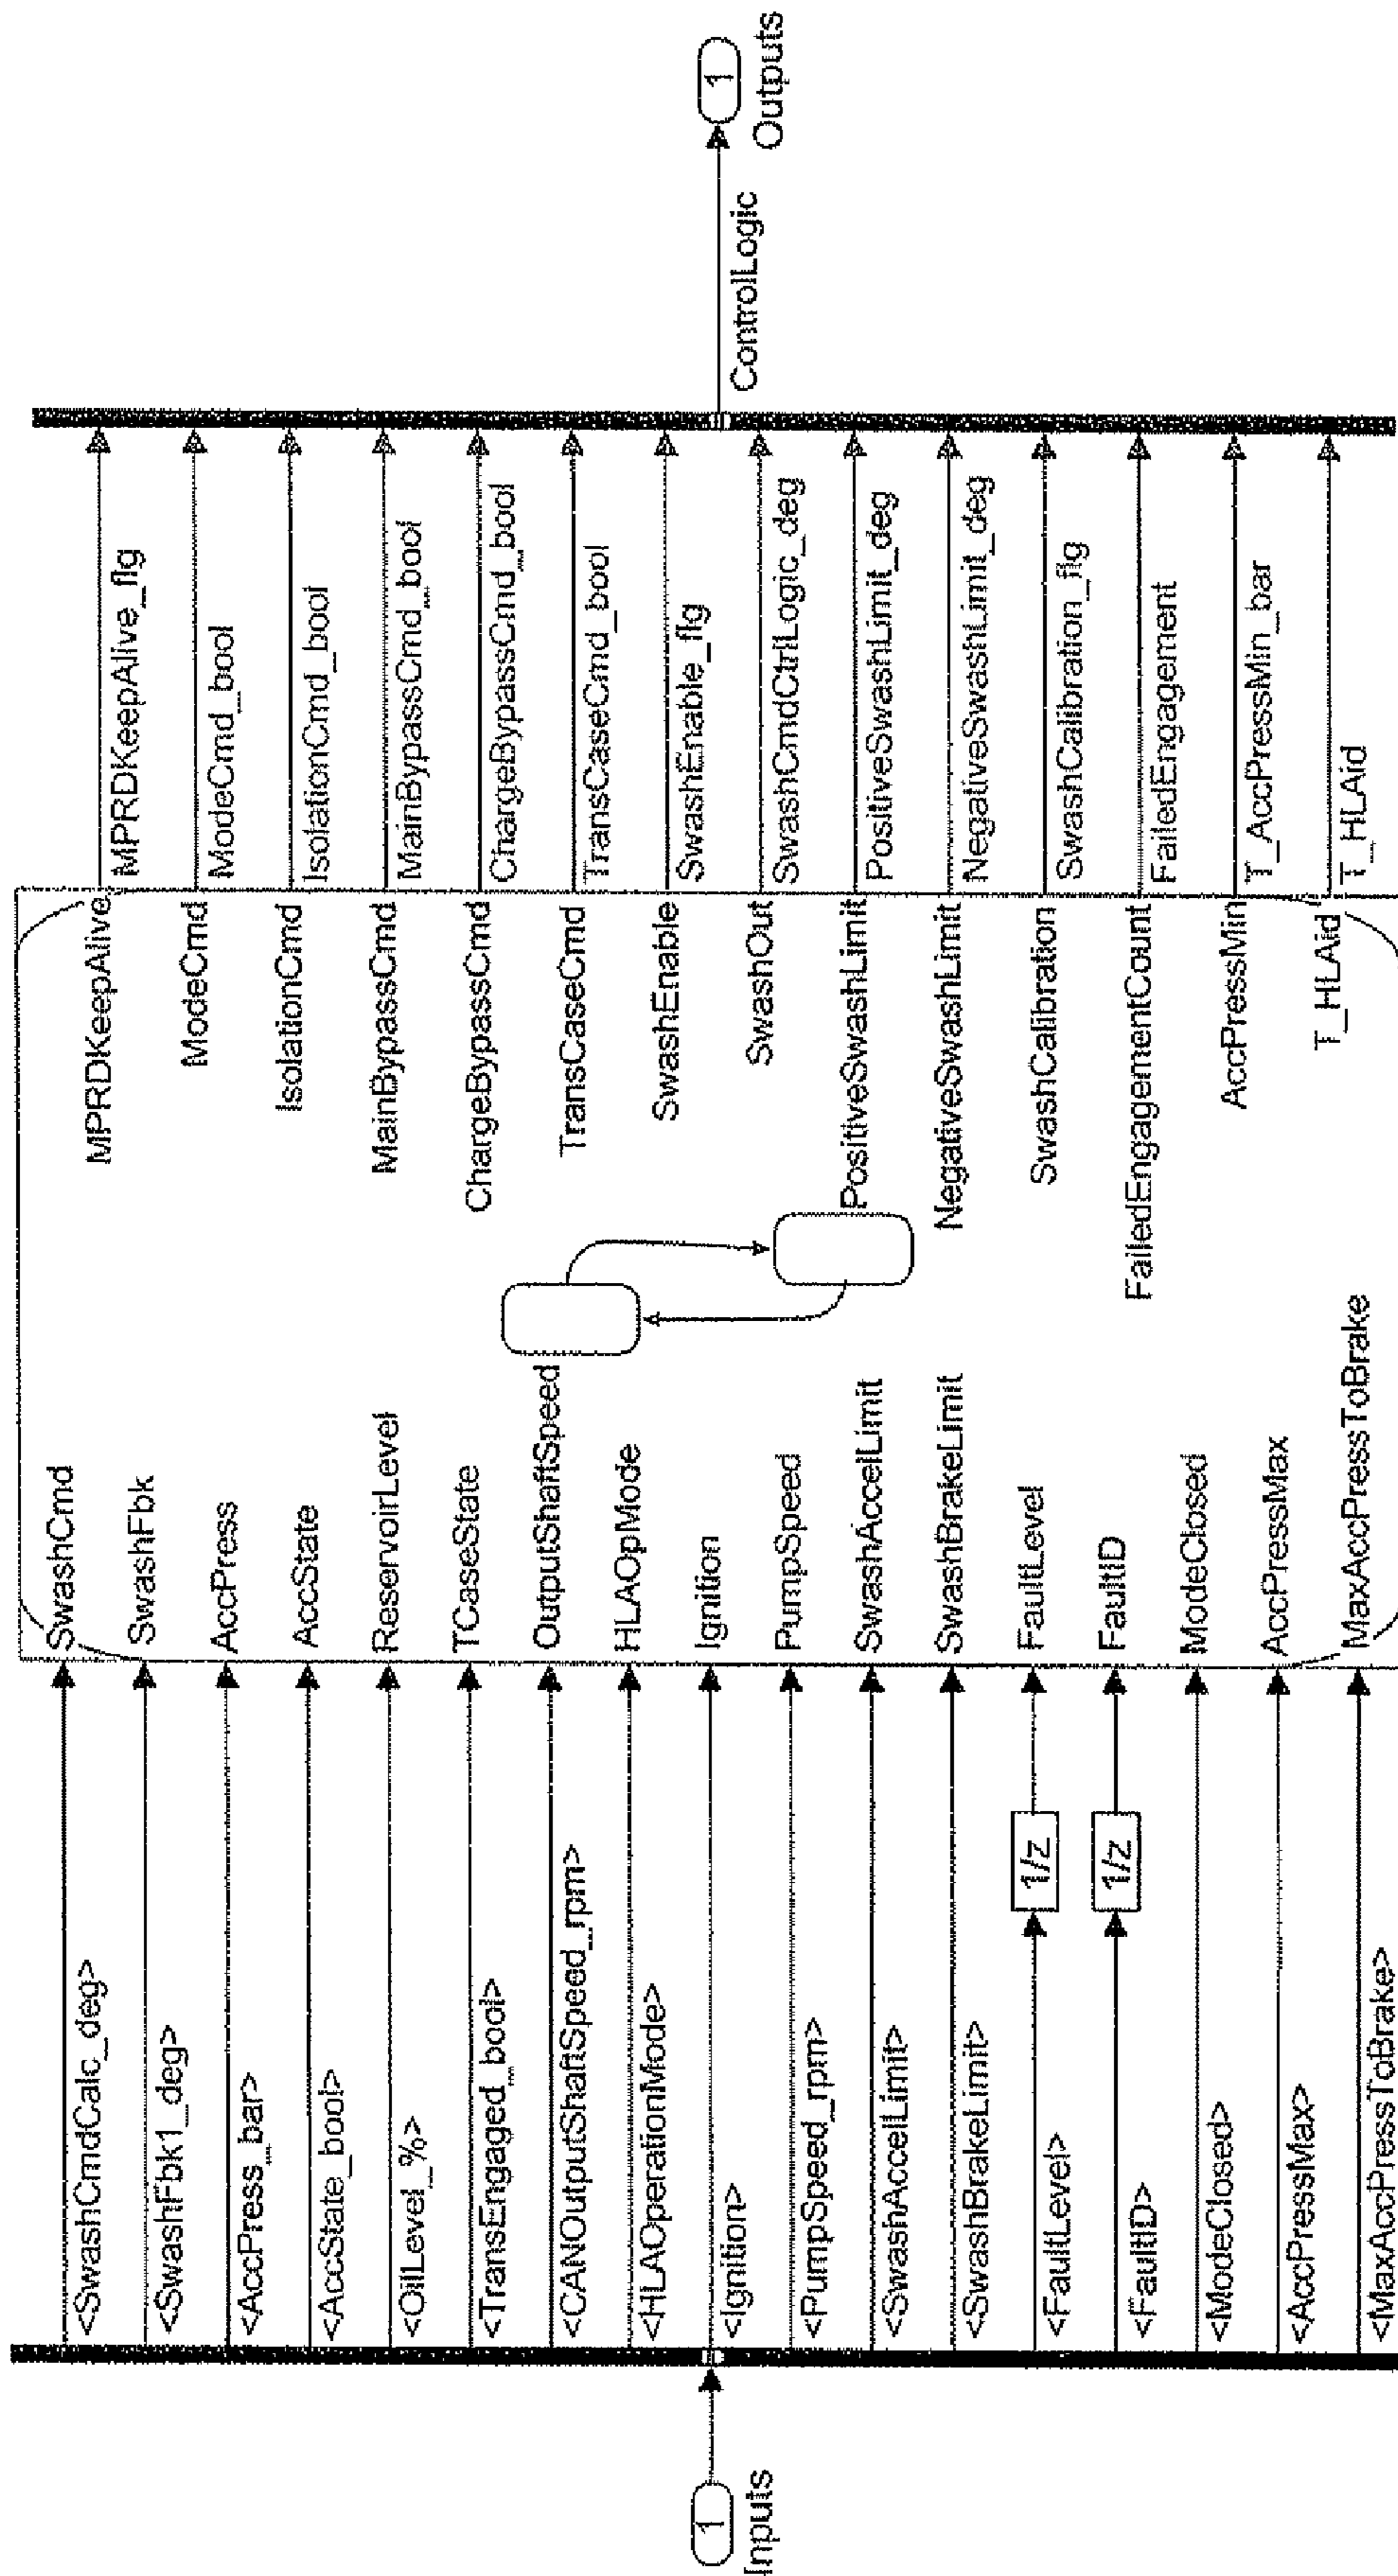 1
Inputs
<SwashCmdCalc_deg>
<SwashFbk1_deg>
<AccPress_bar>
<AccState_bool>
<OilLevel_%>
<TransEngaged_bool>
<CANOutputShaftSpeed_rpm>
<HLAOperationMode>
<Ignition>
<PumpSpeed_rpm>
<SwashAccelLimit>
<SwashBrakeLimit>
<FaultLevel>
<FaultID>
<ModeClosed>
<AccPressMax>
<MaxAccPressToBrake>
1/z
1/z
SwashCmd
SwashFbk
AccPress
AccState
ReservoirLevel
TCaseState
OutputShaftSpeed
HLAOpMode
Ignition
PumpSpeed
SwashAccelLimit
SwashBrakeLimit
FaultLevel
FaultID
ModeClosed
AccPressMax
MaxAccPressToBrake
MPRDKeepAlive
ModeCmd
IsolationCmd
MainBypassCmd
ChargeBypassCmd
TransCaseCmd
SwashEnable
SwashOut
PositiveSwashLimit
NegativeSwashLimit
SwashCalibration
FailedEngagementCount
AccPressMin
T_HLAid
MPRDKeepAlive_flg
ModeCmd_bool
IsolationCmd_bool
MainBypassCmd_bool
ChargeBypassCmd_bool
TransCaseCmd_bool
SwashEnable_flg
SwashCmdCtrlLogic_deg
PositiveSwashLimit_deg
NegativeSwashLimit_deg
SwashCalibration_flg
FailedEngagement
T_AccPressMin_bar
T_HLAid
ControlLogic
1
Outputs